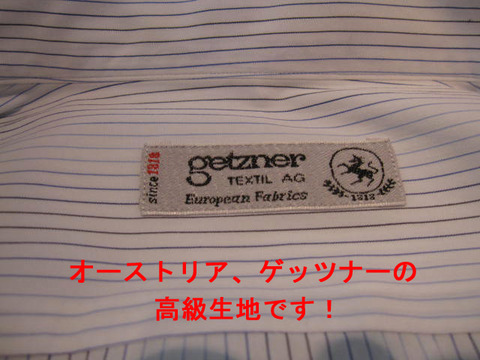 since 1818
getzner
TEXTIL AG
European Fabrics
1818
オーストリア、ゲッツナーの
高級生地です！